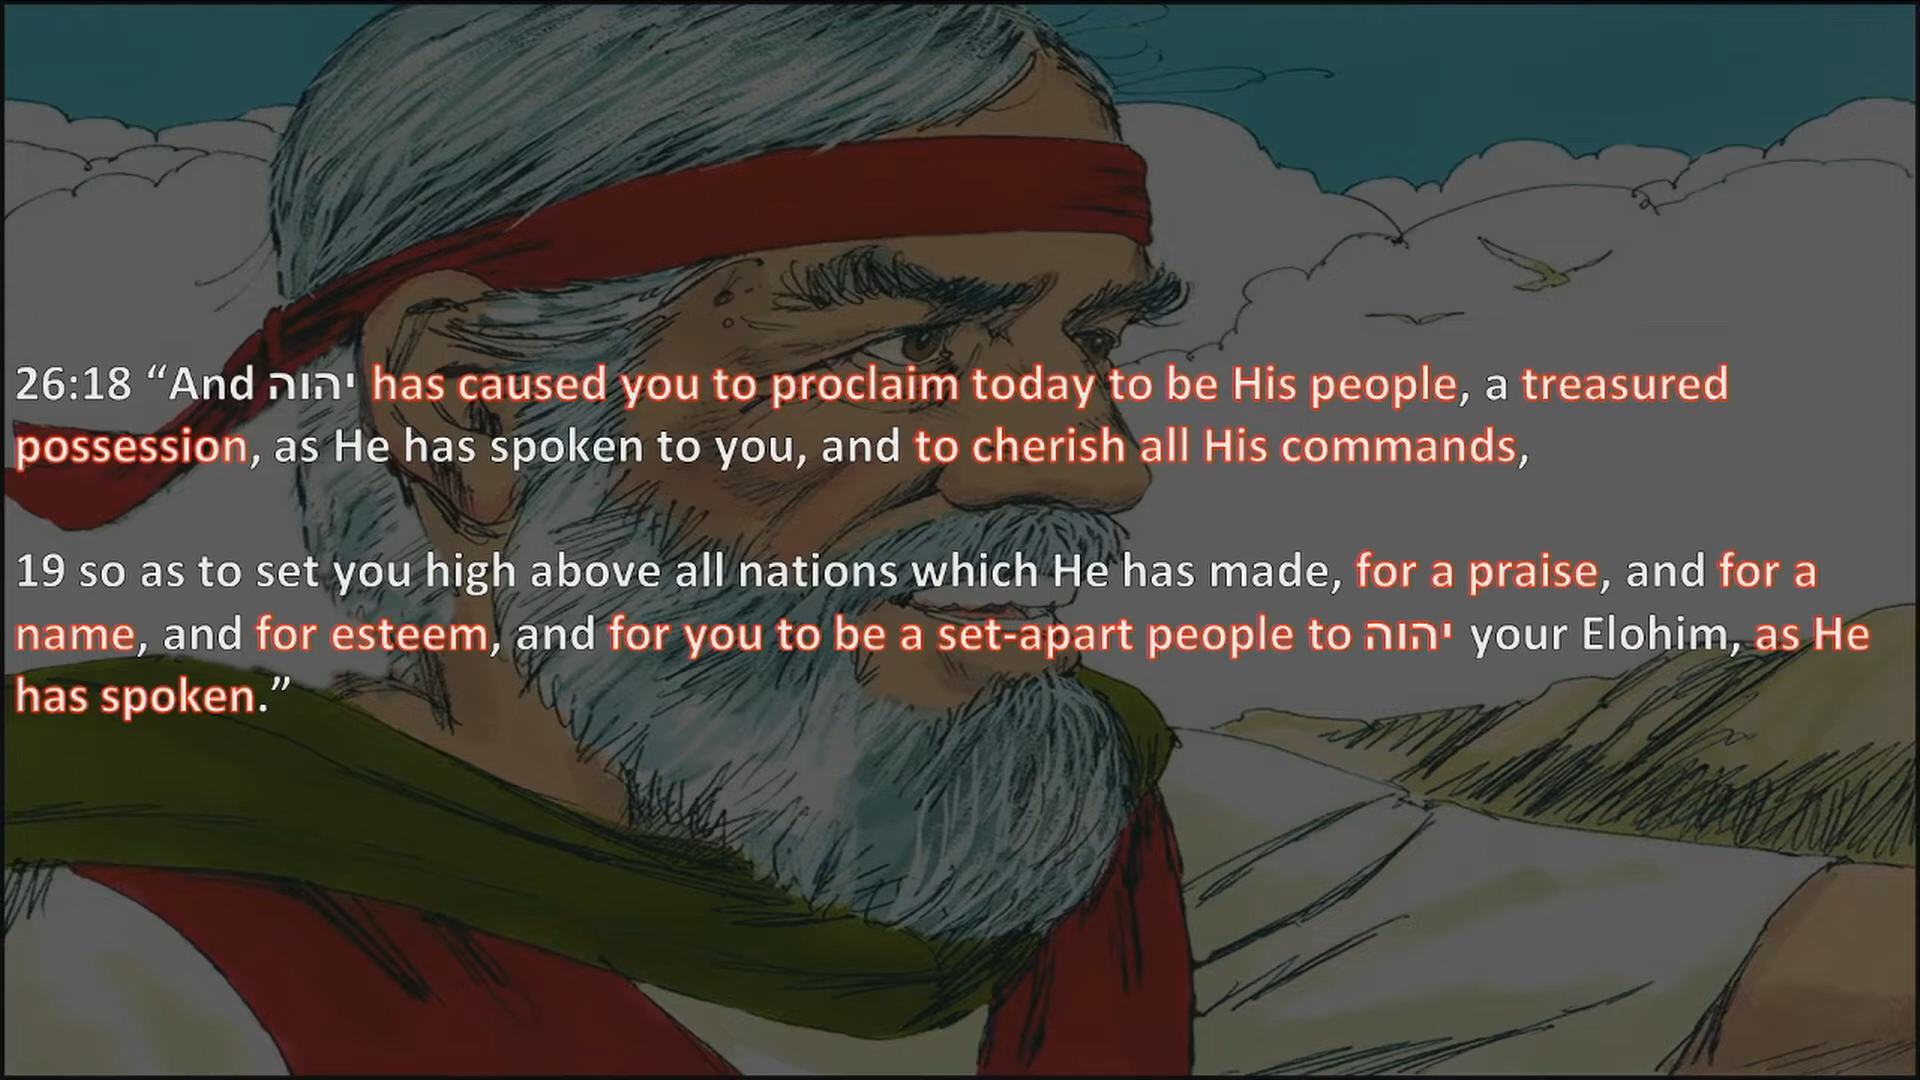 26:18 “And יהוה has caused you to proclaim today to be His people, a treasured
possession, as He has spoken to you, and to cherish all His commands,
19 so as to set you high above all nations which He has made, for a praise, and for a
name, and for esteem, and for you to be a set-apart people to יהוה your Elohim, as He
has spoken.”